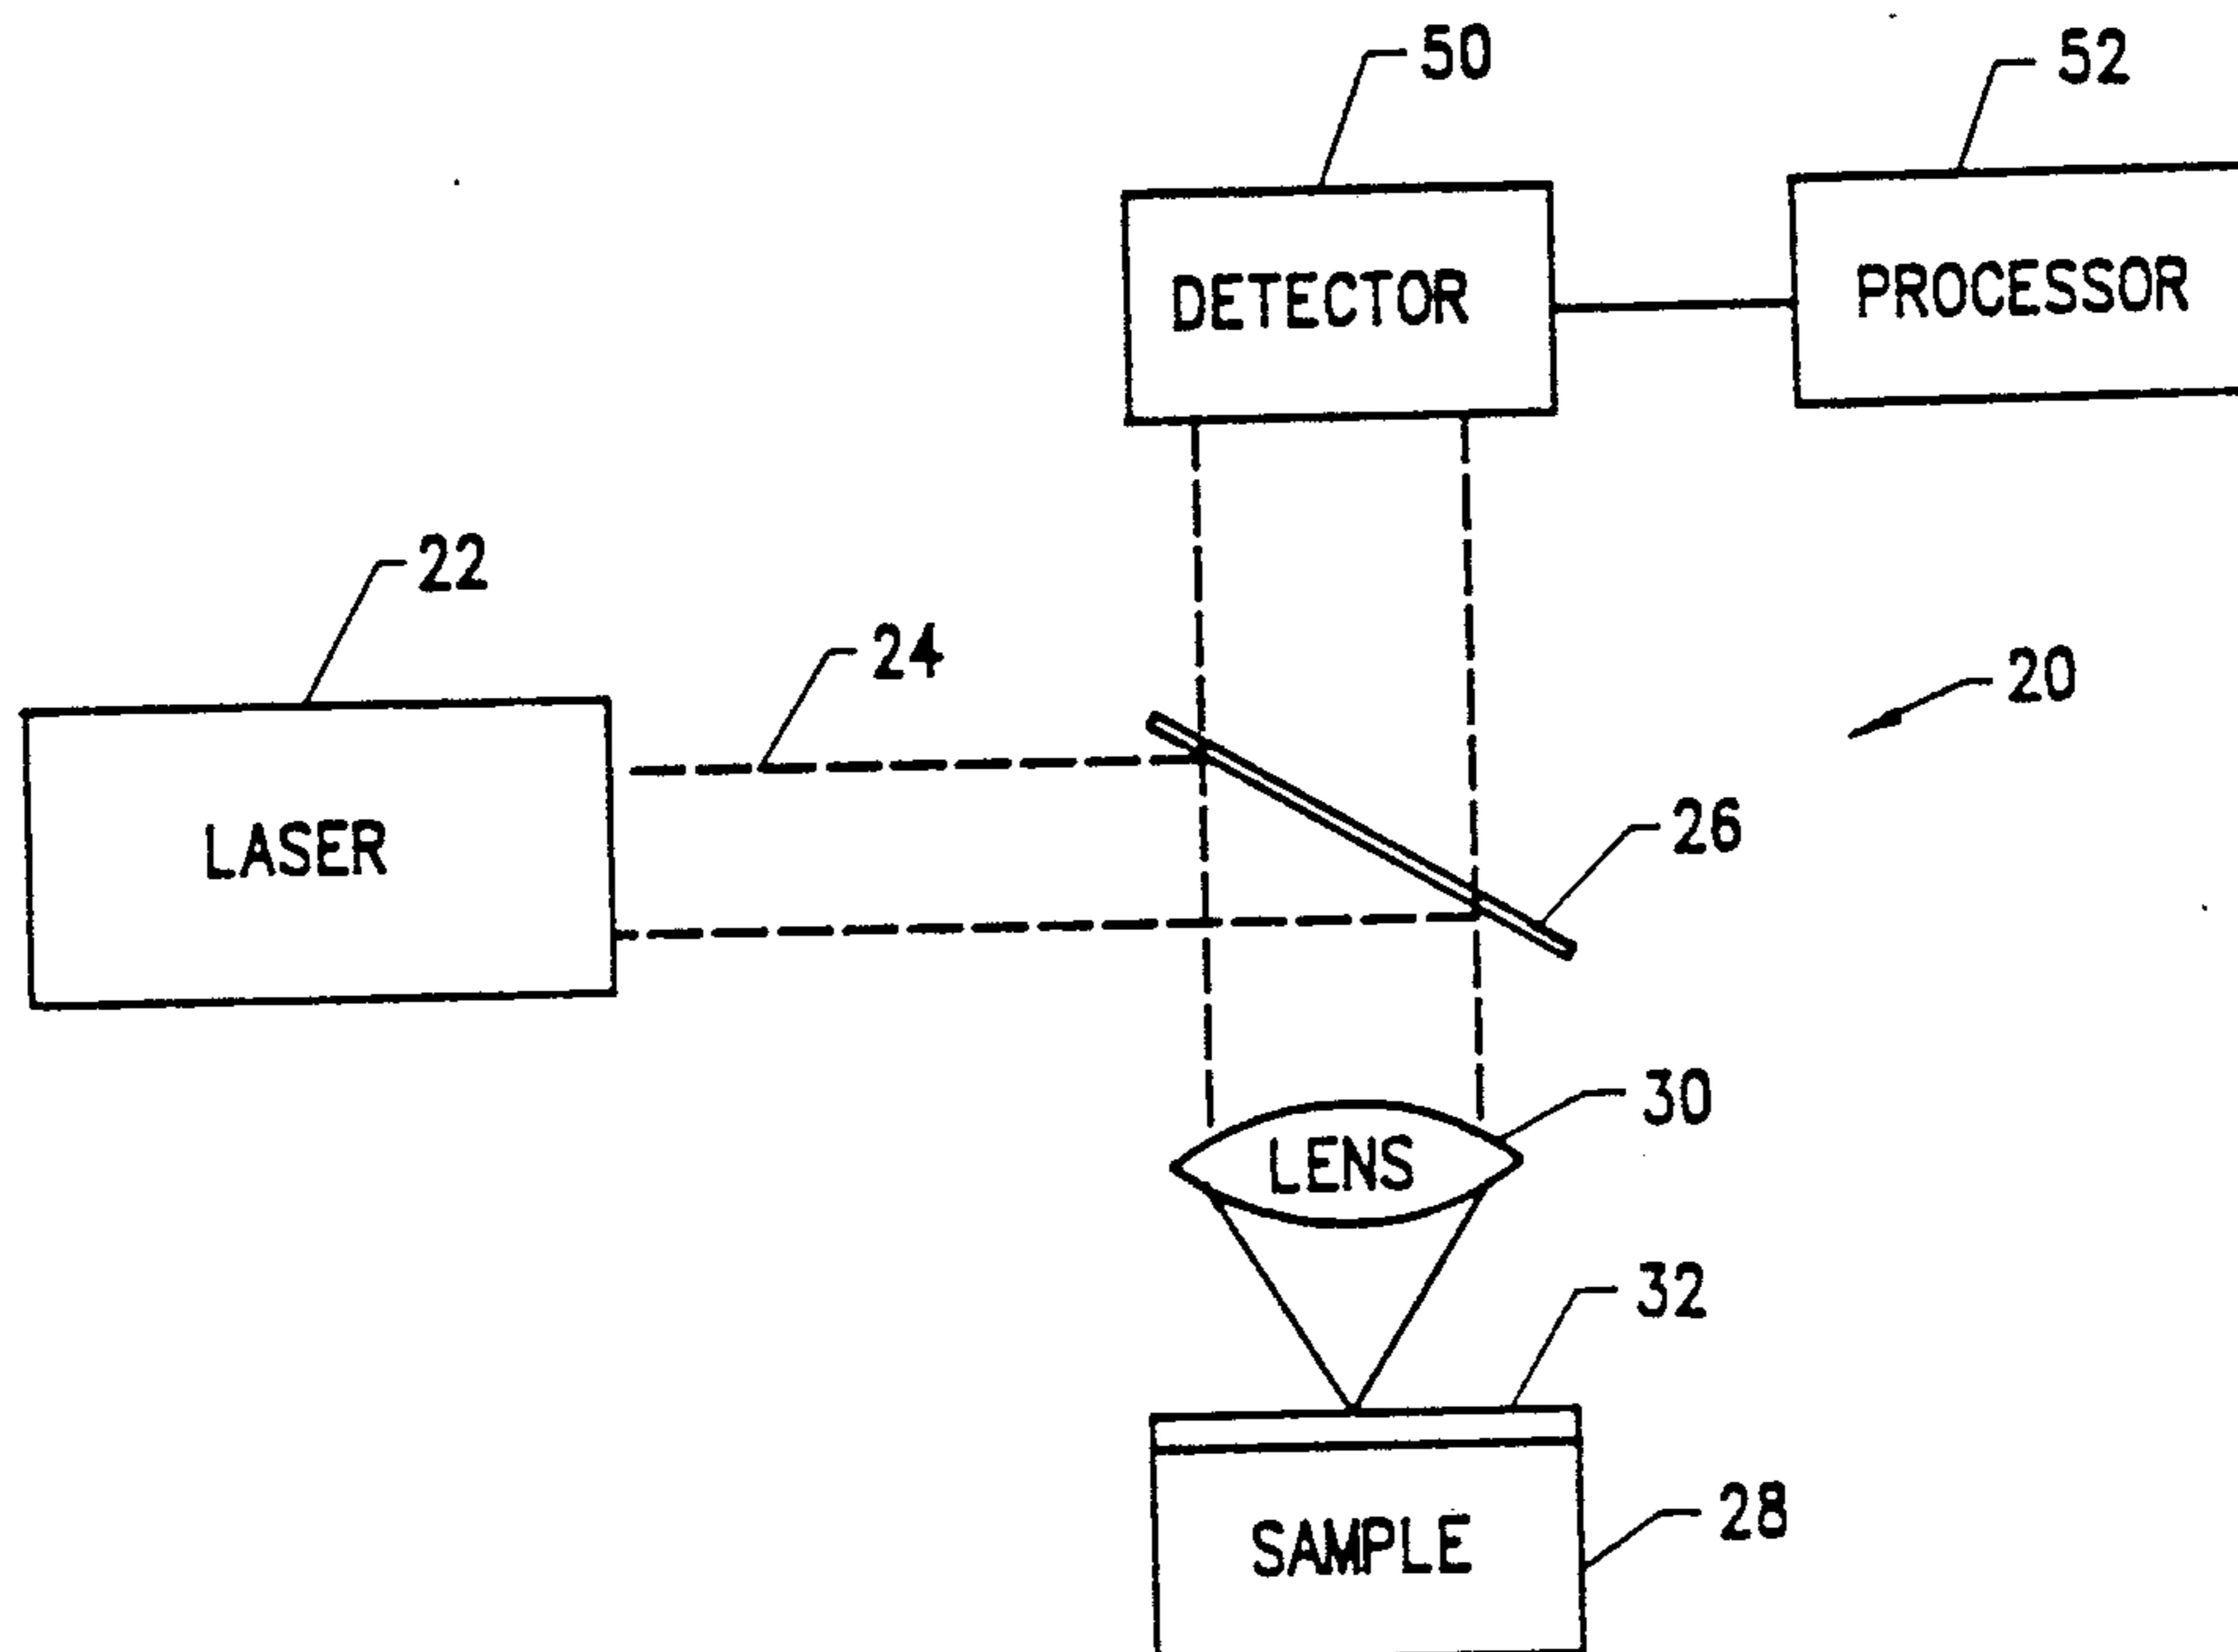 50
52
DETECTOR
PROCESSOR
22
24
20
LASER
26
30
LENS
32
28
SAMPLE